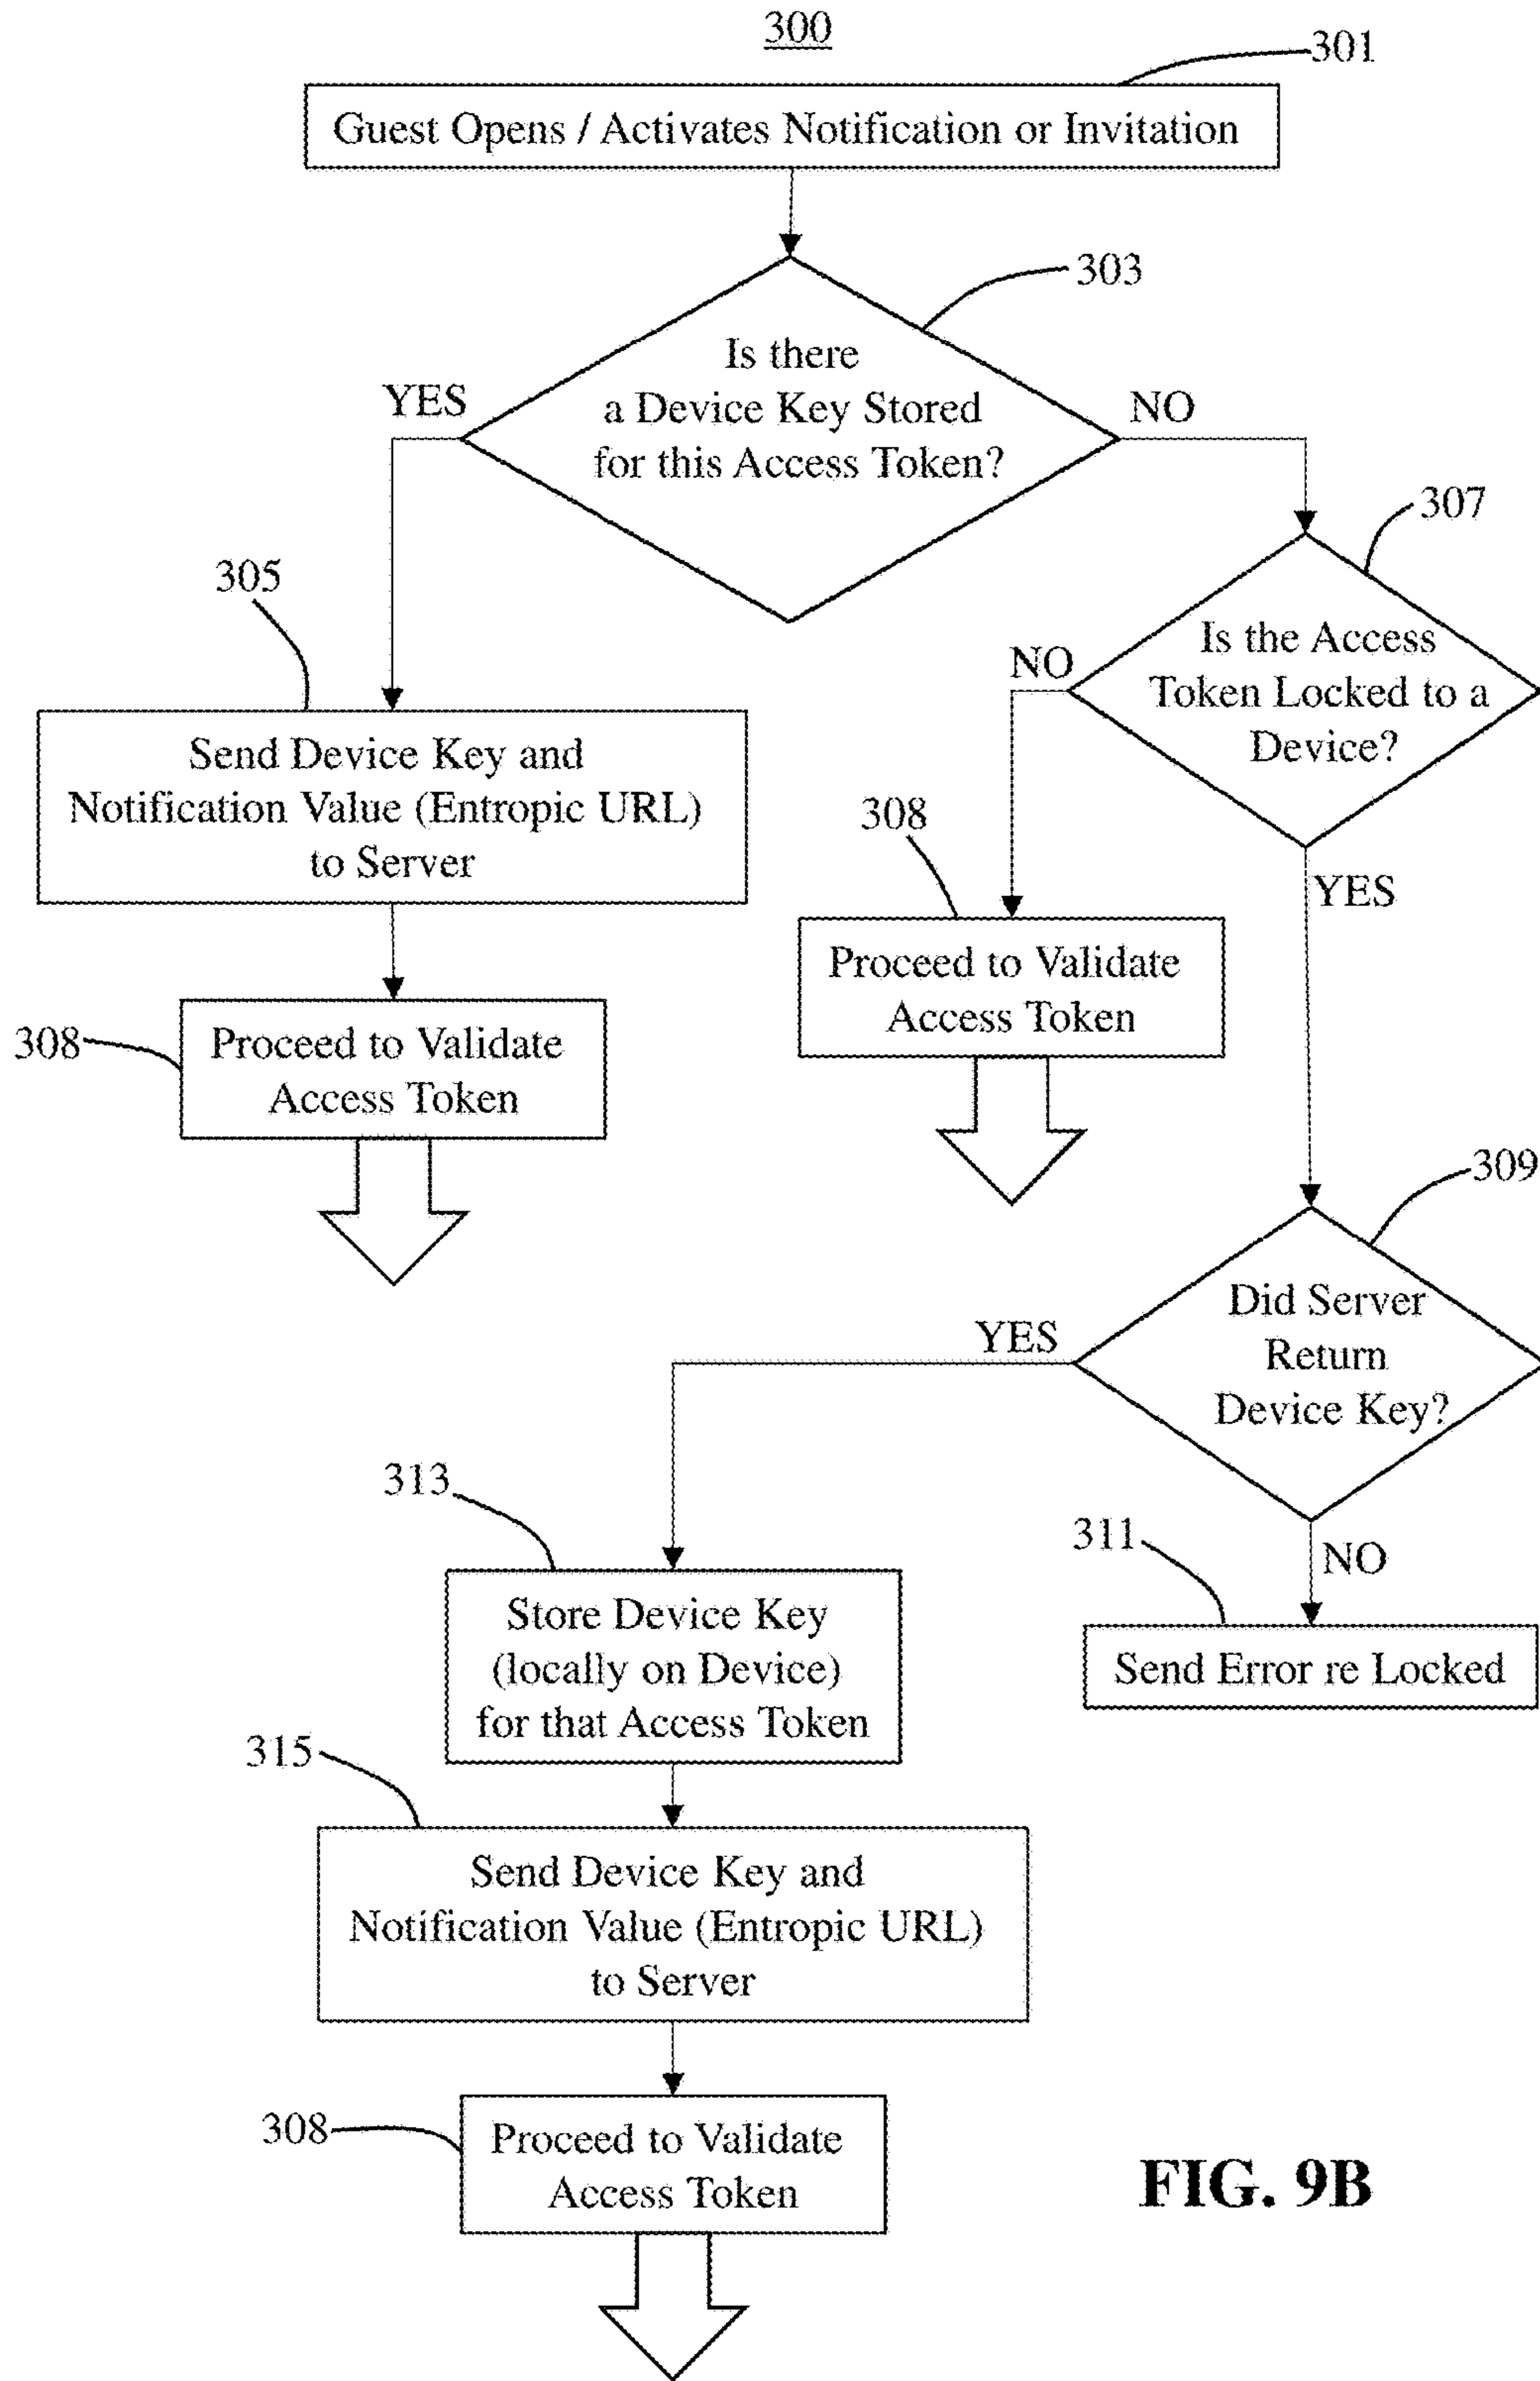 300
301
Guest Opens / Activates Notification or Invitation
303
Is there
a Device Key Stored
for this Access Token?
YES
NO
307
Is the Access
Token Locked to a
Device?
NO
YES
305
Send Device Key and
Notification Value (Entropic URL)
to Server
308
Proceed to Validate
Access Token
308
Proceed to Validate
Access Token
309
Did Server
Return
Device Key?
YES
NO
311
Send Error re Locked
313
Store Device Key
(locally on Device)
for that Access Token
315
Send Device Key and
Notification Value (Entropic URL)
to Server
308
Proceed to Validate
Access Token
FIG. 9B